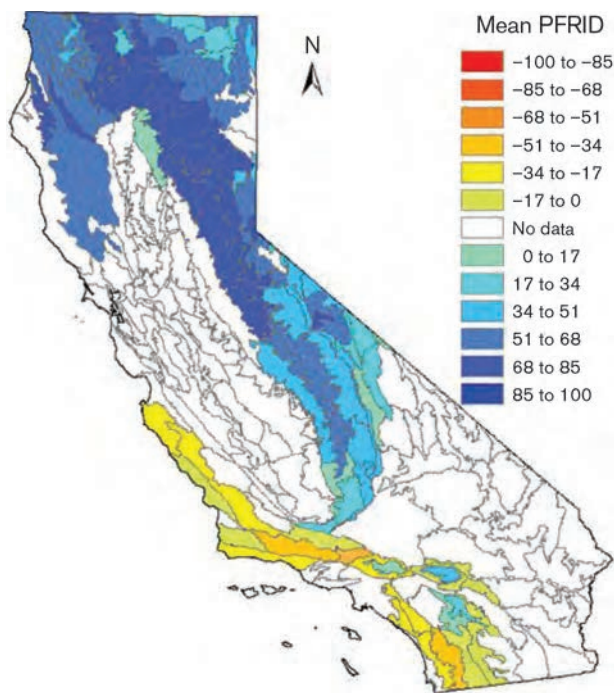 Mean PFRID
N
–100 to –85
–85 to –68
–68 to –51
–51 to –34
–34 to –17
–17 to 0
No data
0 to 17
17 to 34
34 to 51
51 to 68
68 to 85
85 to 100